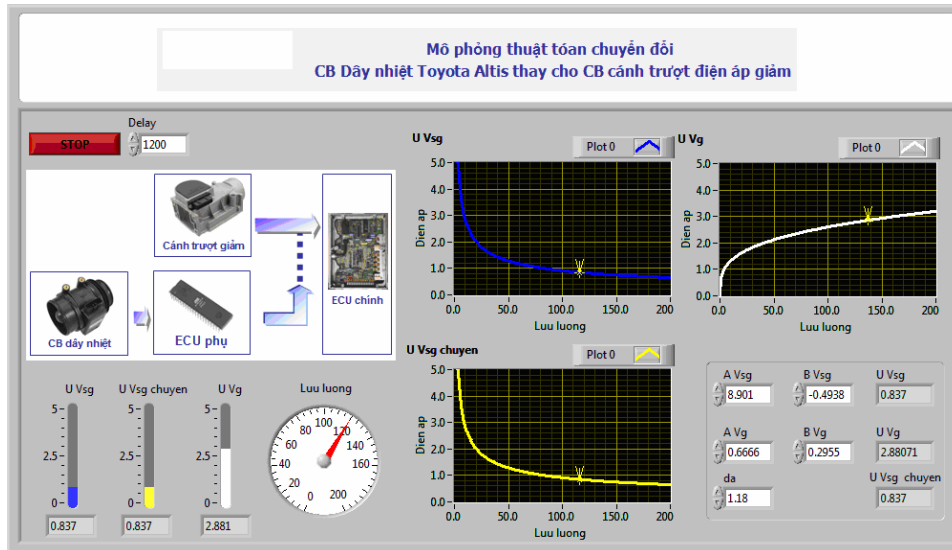 Mô phỏng thuật tóan chuyển đổi
CB Dây nhiệt Toyota Altis thay cho CB cánh trượt điện áp giảm
STOP
Delay
1200
Cánh trượt giảm
CB dây nhiệt
ECU phụ
ECU chính
U Vsg
Plot 0
Dien ap
5.0
4.0
3.0
2.0
1.0
0.0
0.0 50.0 100.0 150.0 200.0
Luu luong
U Vg
Plot 0
Dien ap
5.0
4.0
3.0
2.0
1.0
0.0
0.0 50.0 100.0 150.0 200
Luu luong
U Vsg chuyen
Plot 0
Dien ap
5.0
4.0
3.0
2.0
1.0
0.0
0.0 50.0 100.0 150.0 200.0
Luu luong
U Vsg
5
2.5
0
0.837
U Vsg chuyen
5
2.5
0
0.837
U Vg
5
2.5
0
2.881
Luu luong
0 20 40 60 80 100 120 140 160 200
A Vsg B Vsg U Vsg
8.901 -0.4938 0.837
A Vg B Vg U Vg
0.6666 0.2955 2.88071
da U Vsg chuyen
1.18 0.837